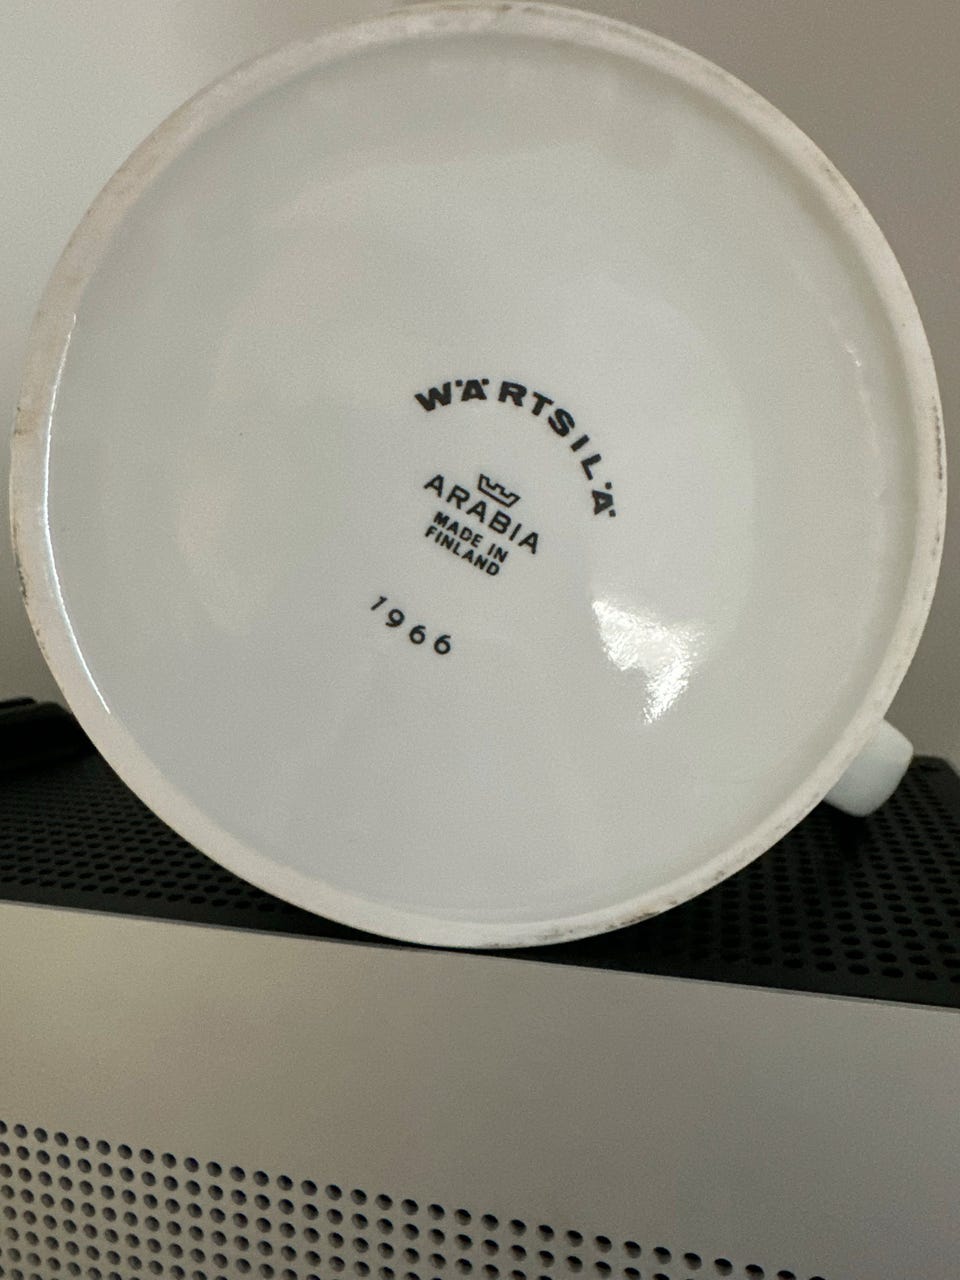 WÄRTSILÄ
ARABIA
MADE IN
FINLAND
1966